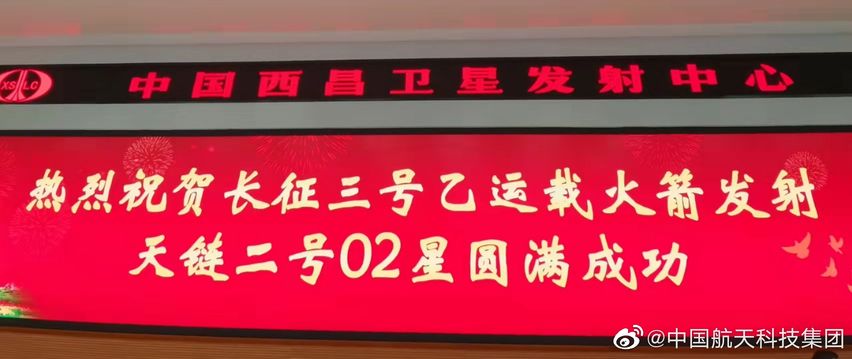 XSLC 中国西昌卫星发射中心
热烈祝贺长征三号乙运载火箭发射
天链二号02星圆满成功
@中国航天科技集团